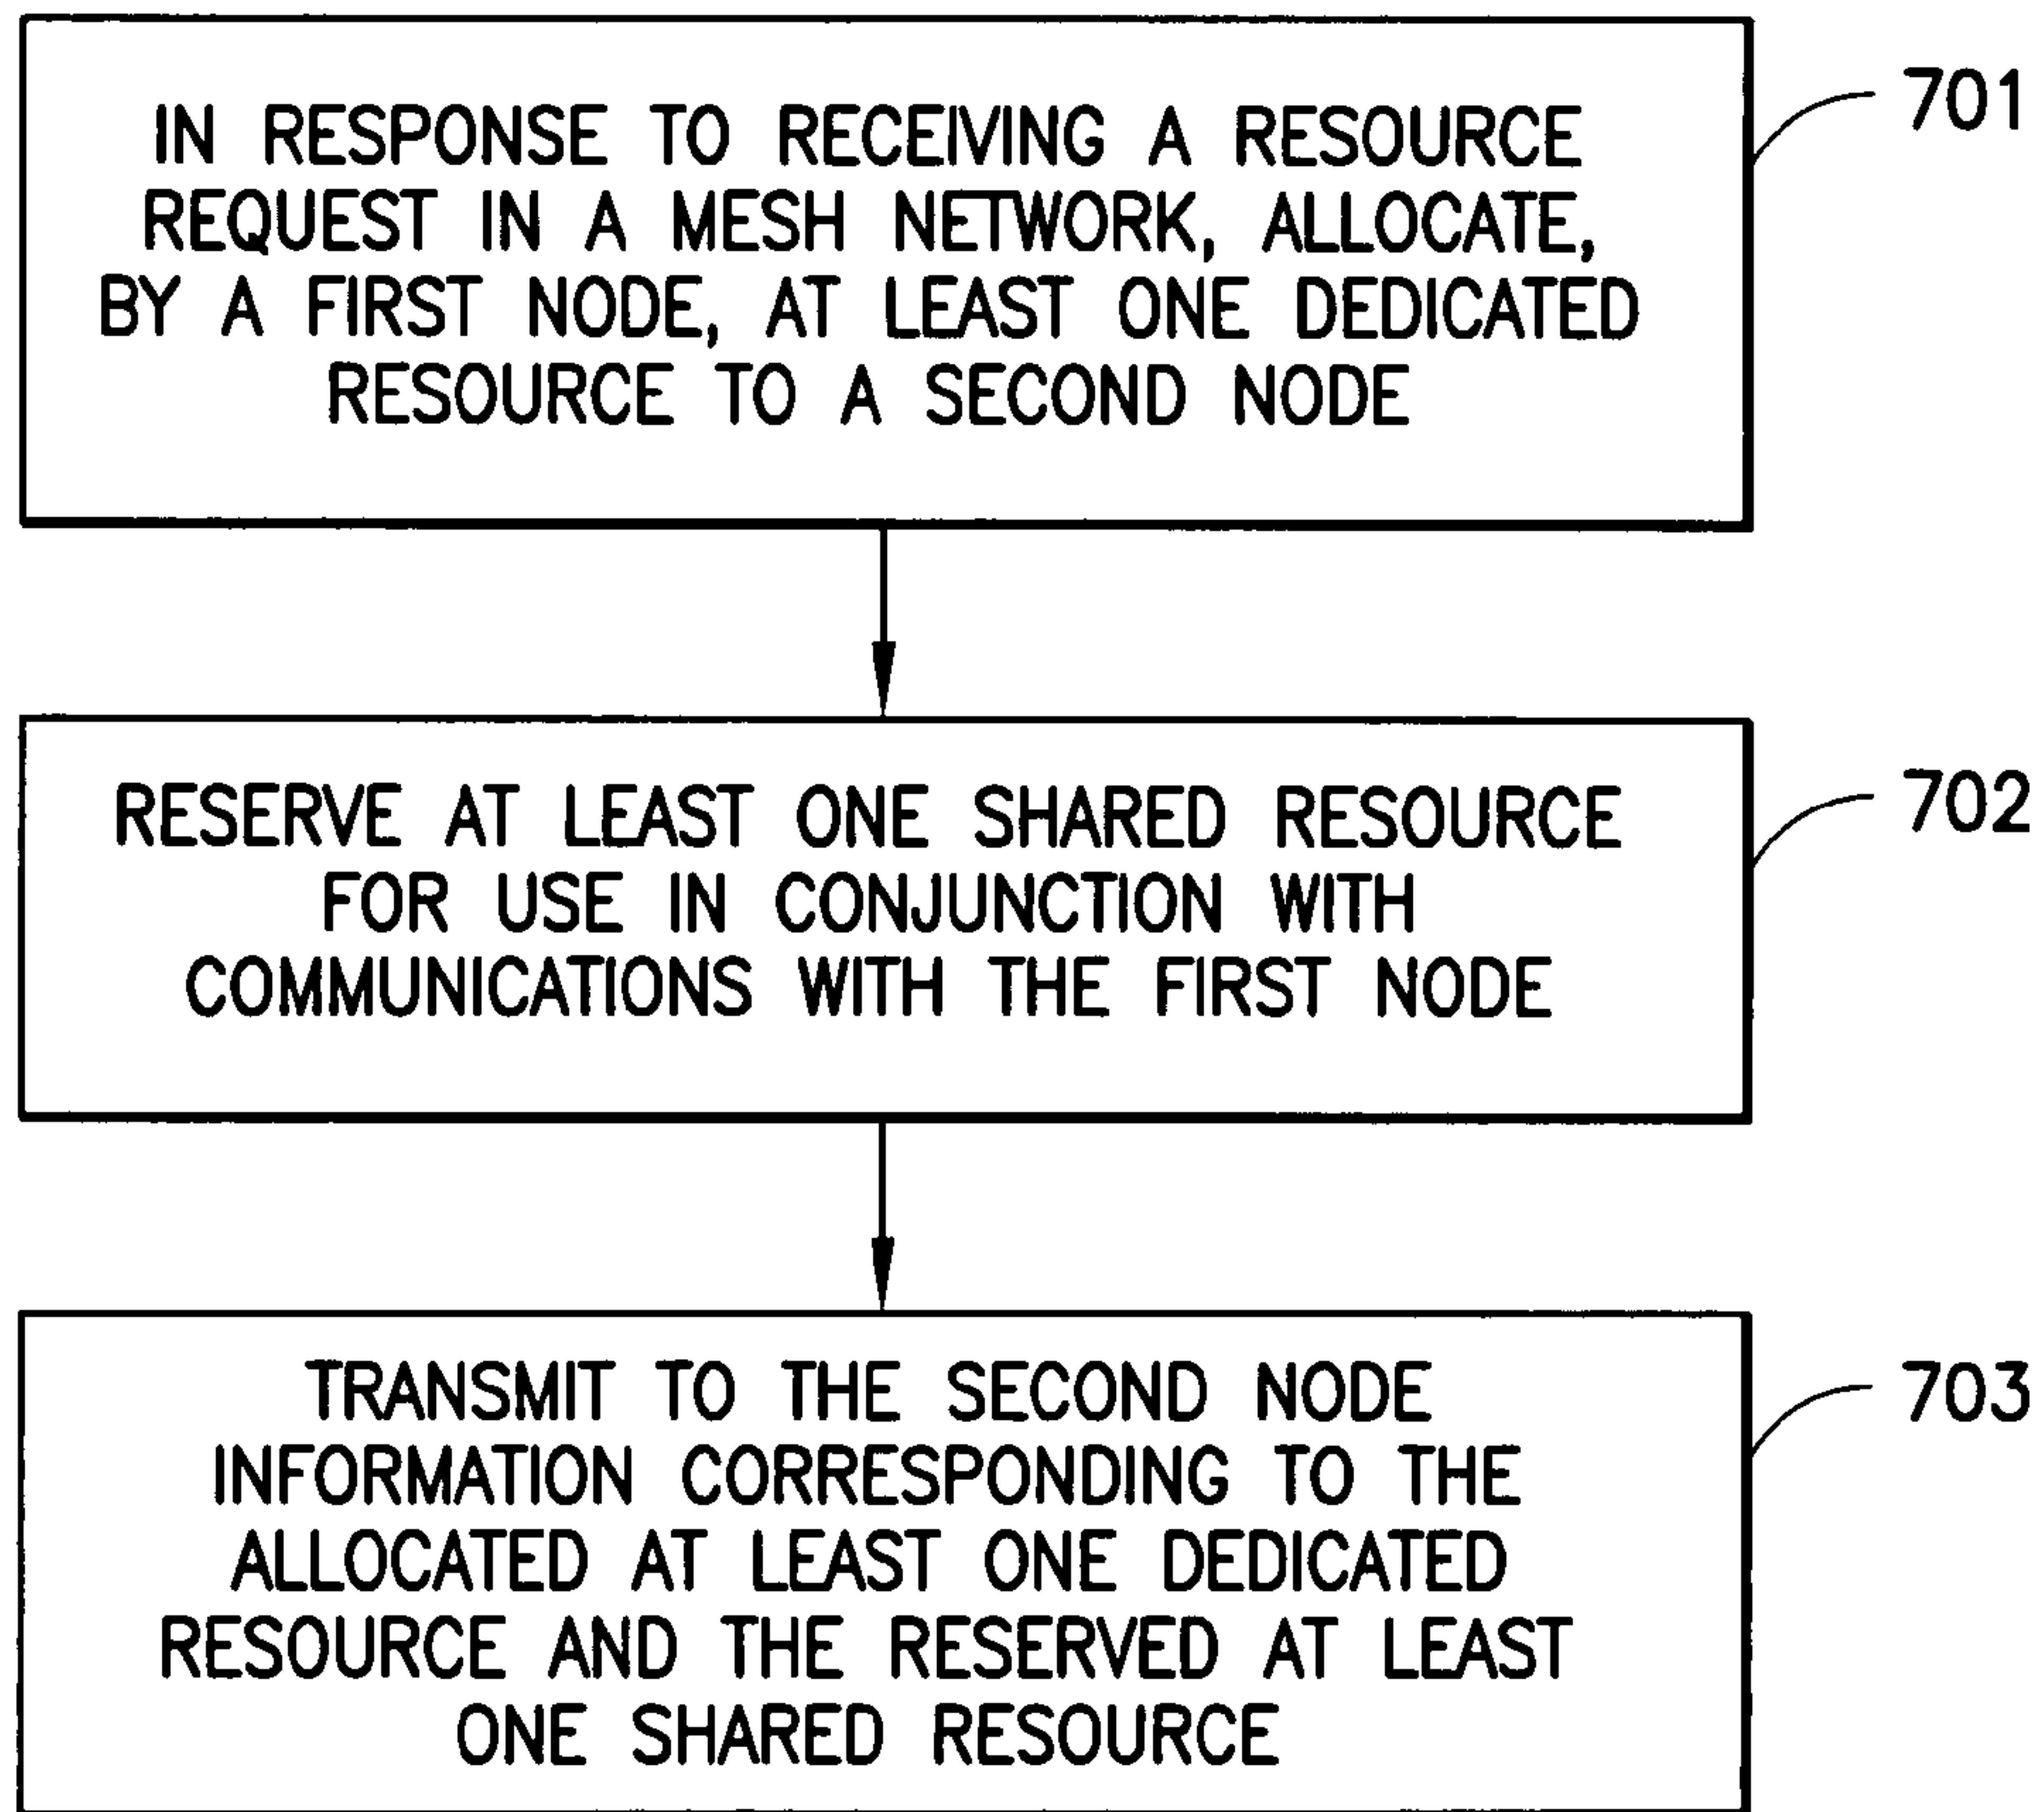 IN RESPONSE TO RECEIVING A RESOURCE
REQUEST IN A MESH NETWORK, ALLOCATE,
BY A FIRST NODE, AT LEAST ONE DEDICATED
RESOURCE TO A SECOND NODE
701
RESERVE AT LEAST ONE SHARED RESOURCE
FOR USE IN CONJUNCTION WITH
COMMUNICATIONS WITH THE FIRST NODE
702
TRANSMIT TO THE SECOND NODE
INFORMATION CORRESPONDING TO THE
ALLOCATED AT LEAST ONE DEDICATED
RESOURCE AND THE RESERVED AT LEAST
ONE SHARED RESOURCE
703